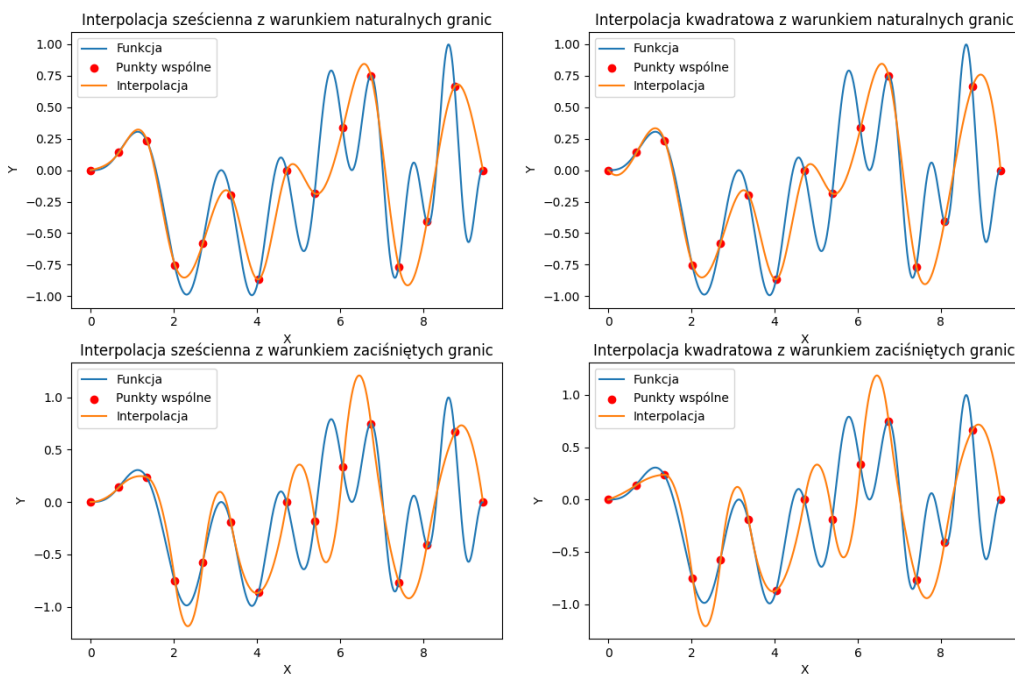 Interpolacja sześcienna z warunkiem naturalnych granic
Funkcja
Punkty wspólne
Interpolacja
Y
1.00
0.75
0.50
0.25
0.00
−0.25
−0.50
−0.75
−1.00
0 2 4 6 8
X
Interpolacja kwadratowa z warunkiem naturalnych granic
Funkcja
Punkty wspólne
Interpolacja
Y
1.00
0.75
0.50
0.25
0.00
−0.25
−0.50
−0.75
−1.00
0 2 4 6 8
X
Interpolacja sześcienna z warunkiem zaciśniętych granic
Funkcja
Punkty wspólne
Interpolacja
Y
1.0
0.5
0.0
−0.5
−1.0
0 2 4 6 8
X
Interpolacja kwadratowa z warunkiem zaciśniętych granic
Funkcja
Punkty wspólne
Interpolacja
Y
1.0
0.5
0.0
−0.5
−1.0
0 2 4 6 8
X